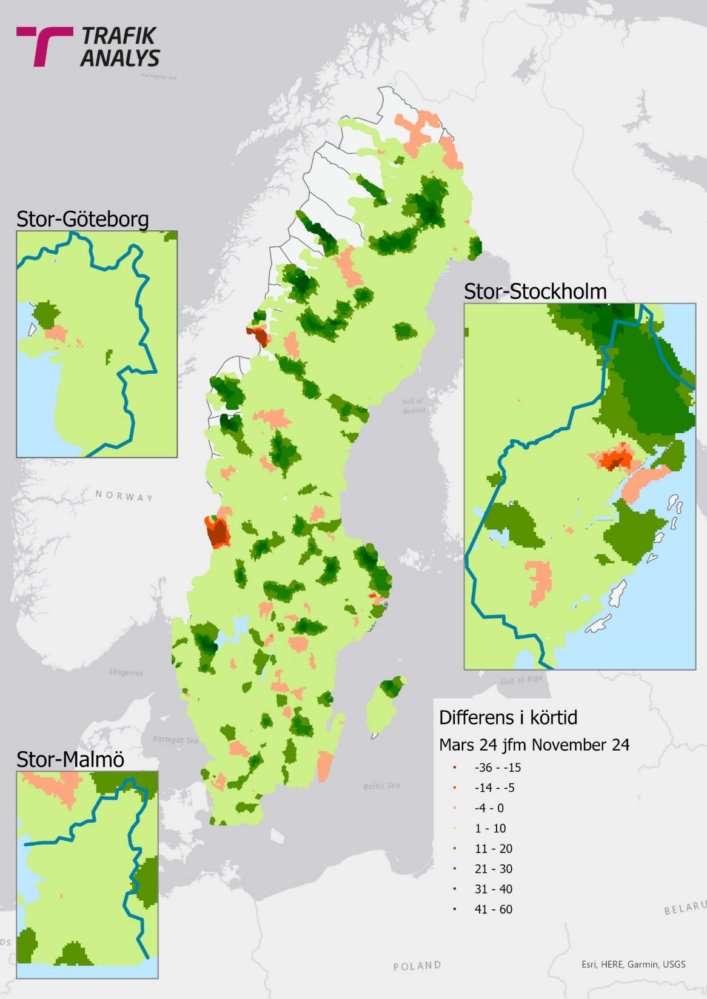 TRAFIK
ANALYS
Norwegian Sea
Stor-Göteborg
Stor-Stockholm
Gulf of
Bothnia
NORWAY
Skagerrak
Gulf of Riga
Differens i körtid
Mars 24 jfm November 24
Kattegat Sea
Stor-Malmö
-36 - -15
Baltic Sea
-14 - -5
-4 - 0
1 - 10
11 - 20
21 - 30
31 - 40
41 - 60
BELARU
DS
POLAND
Esri, HERE, Garmin, USGS